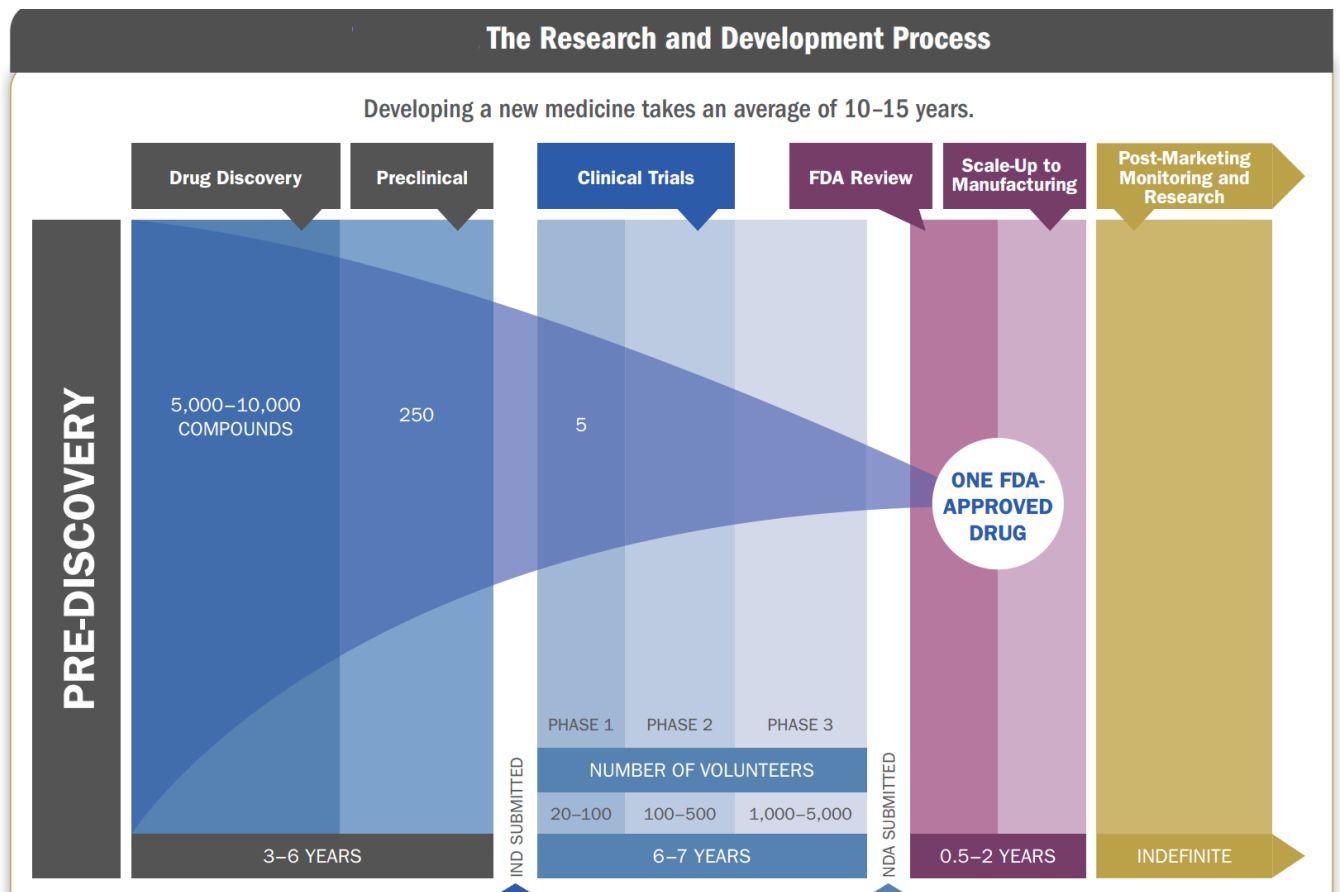 The Research and Development Process
Developing a new medicine takes an average of 10–15 years.
Drug Discovery
Preclinical
Clinical Trials
FDA Review
Scale-Up to
Manufacturing
Post-Marketing
Monitoring and
Research
PRE-DISCOVERY
5,000–10,000
COMPOUNDS
250
5
ONE FDA-
APPROVED
DRUG
PHASE 1
PHASE 2
PHASE 3
NUMBER OF VOLUNTEERS
20–100
100–500
1,000–5,000
IND SUBMITTED
NDA SUBMITTED
3–6 YEARS
6–7 YEARS
0.5–2 YEARS
INDEFINITE